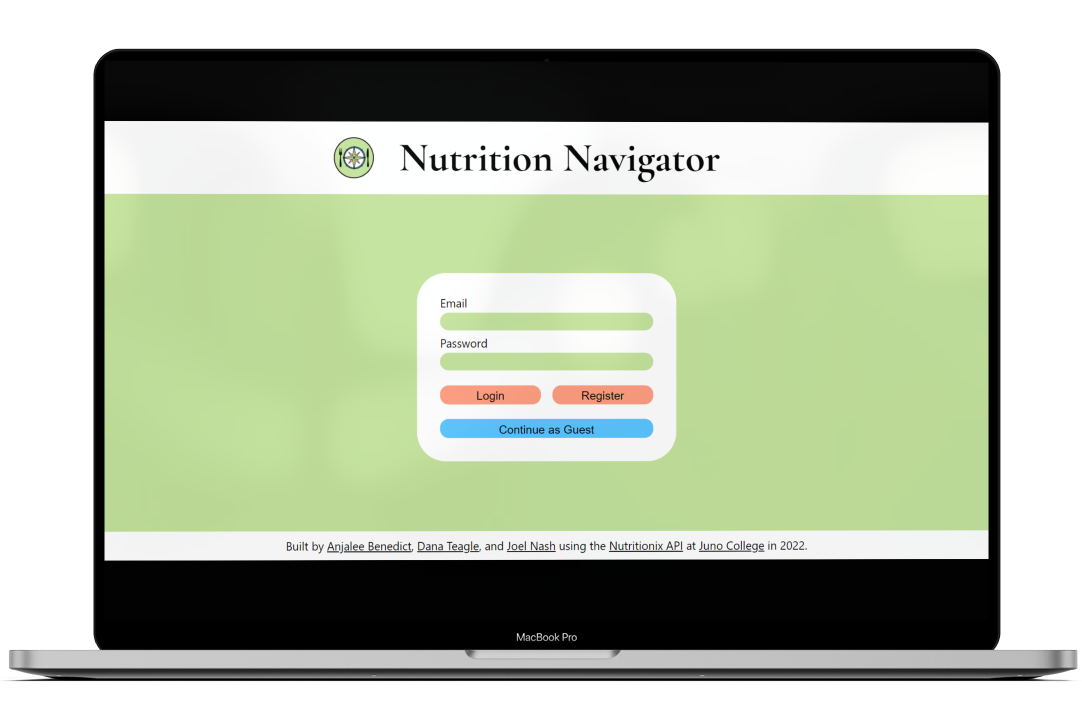 Nutrition Navigator
Email
Password
Login
Register
Continue as Guest
Built by Anjalee Benedict, Dana Teagle, and Joel Nash using the Nutritionix API at Juno College in 2022.
MacBook Pro